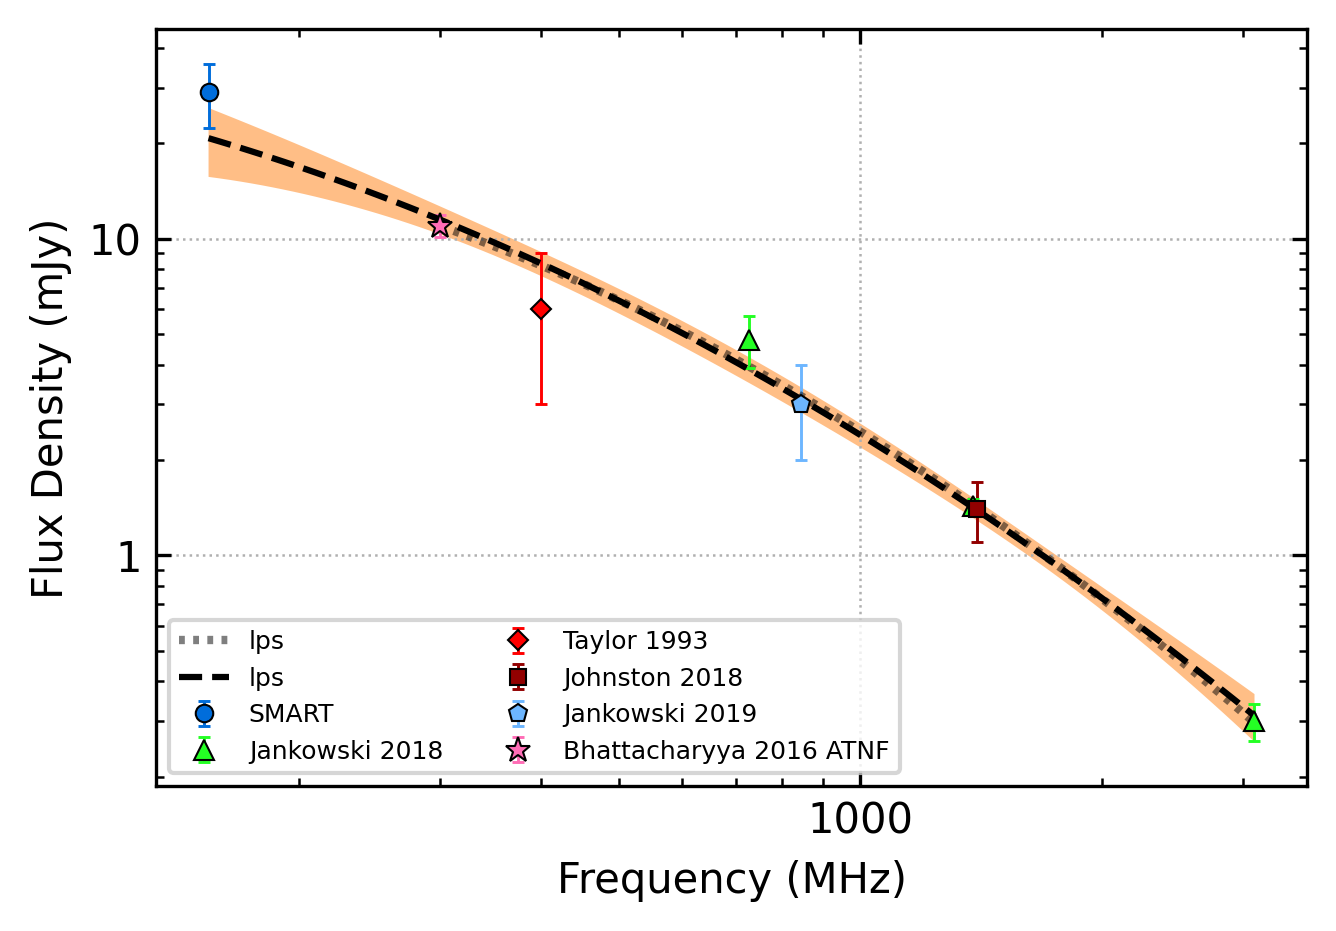 10
1
Flux Density (mJy)
lps
lps
SMART
Jankowski 2018
Taylor 1993
Johnston 2018
Jankowski 2019
Bhattacharyya 2016 ATNF
1000
Frequency (MHz)